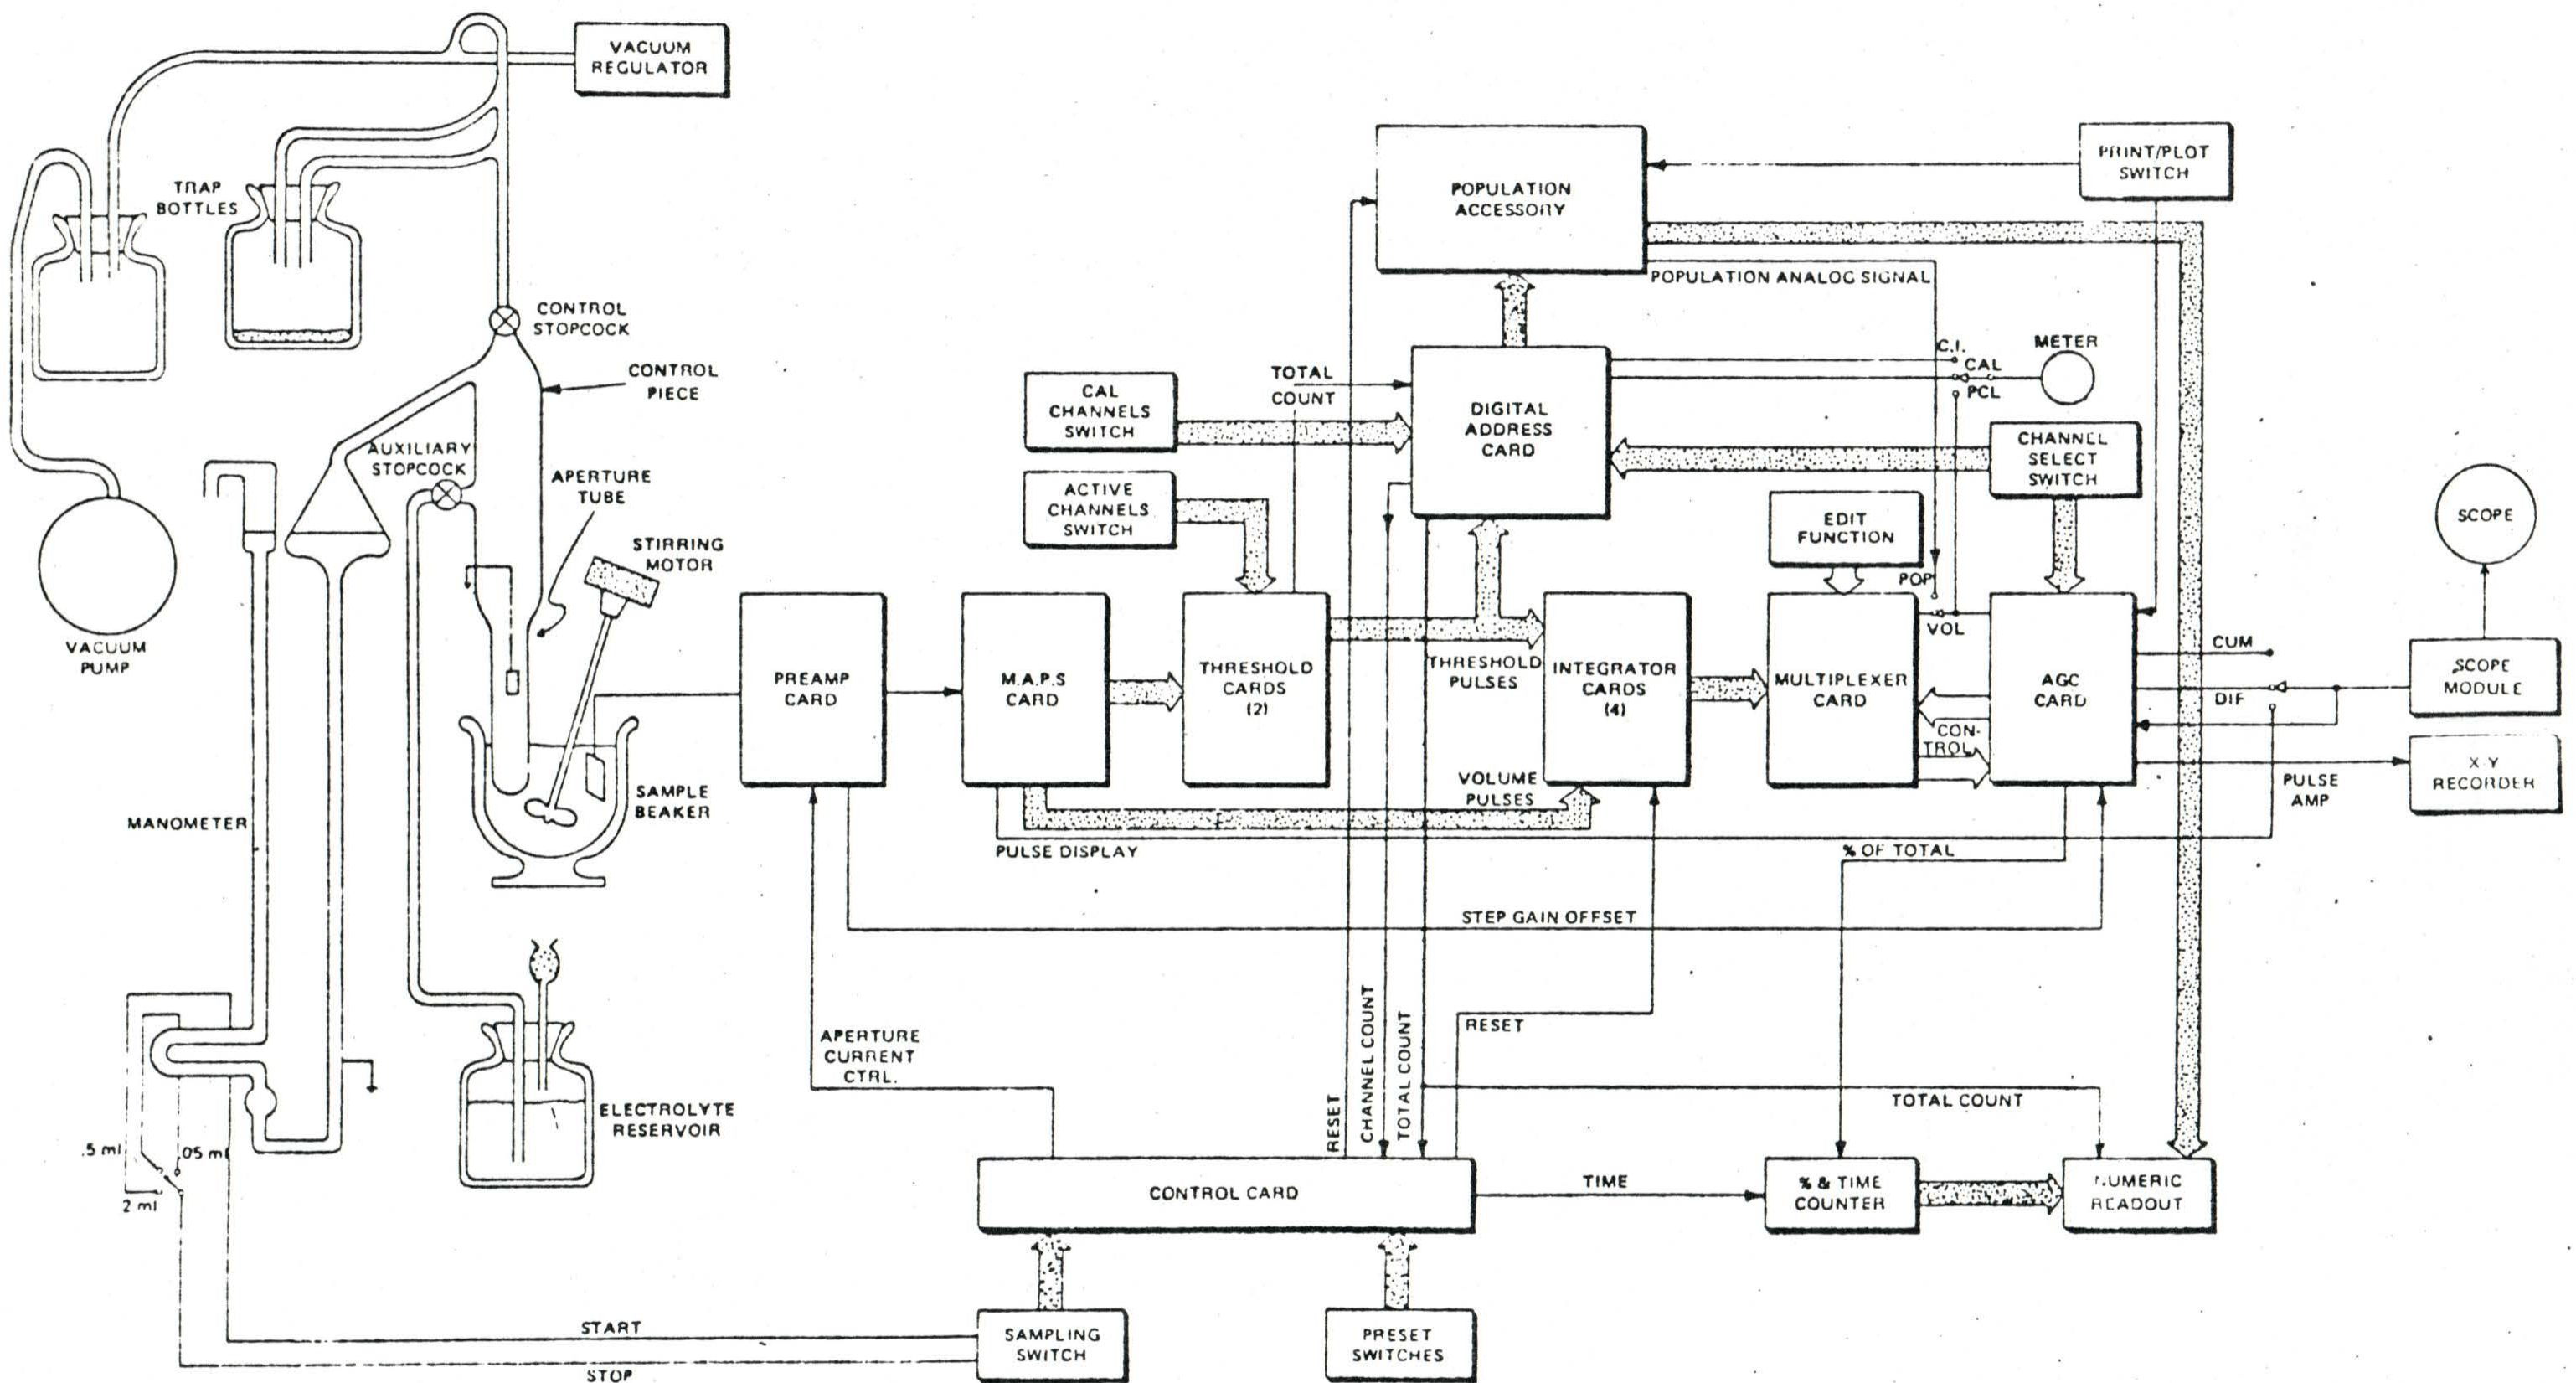 VACUUM
REGULATOR
TRAP
BOTTLES
CONTROL
STOPCOCK
CONTROL
PIECE
AUXILIARY
STOPCOCK
APERTURE
TUBE
STIRRING
MOTOR
VACUUM
PUMP
MANOMETER
SAMPLE
BEAKER
ELECTROLYTE
RESERVOIR
.5 ml
05 ml
2 ml
START
STOP
PREAMP
CARD
M.A.P.S
CARD
THRESHOLD
CARDS
(2)
CAL
CHANNELS
SWITCH
ACTIVE
CHANNELS
SWITCH
TOTAL
COUNT
POPULATION
ACCESSORY
PRINT/PLOT
SWITCH
POPULATION ANALOG SIGNAL
DIGITAL
ADDRESS
CARD
C.I.
CAL
PCL
METER
CHANNEL
SELECT
SWITCH
EDIT
FUNCTION
POP
VOL
THRESHOLD
PULSES
INTEGRATOR
CARDS
(4)
MULTIPLEXER
CARD
CON-
TROL
AGC
CARD
SCOPE
SCOPE
MODULE
CUM
DIF
X-Y
RECORDER
PULSE
AMP
VOLUME
PULSES
PULSE DISPLAY
% OF TOTAL
STEP GAIN OFFSET
APERTURE
CURRENT
CTRL.
RESET
CHANNEL COUNT
TOTAL COUNT
RESET
TOTAL COUNT
CONTROL CARD
TIME
% & TIME
COUNTER
NUMERIC
READOUT
SAMPLING
SWITCH
PRESET
SWITCHES